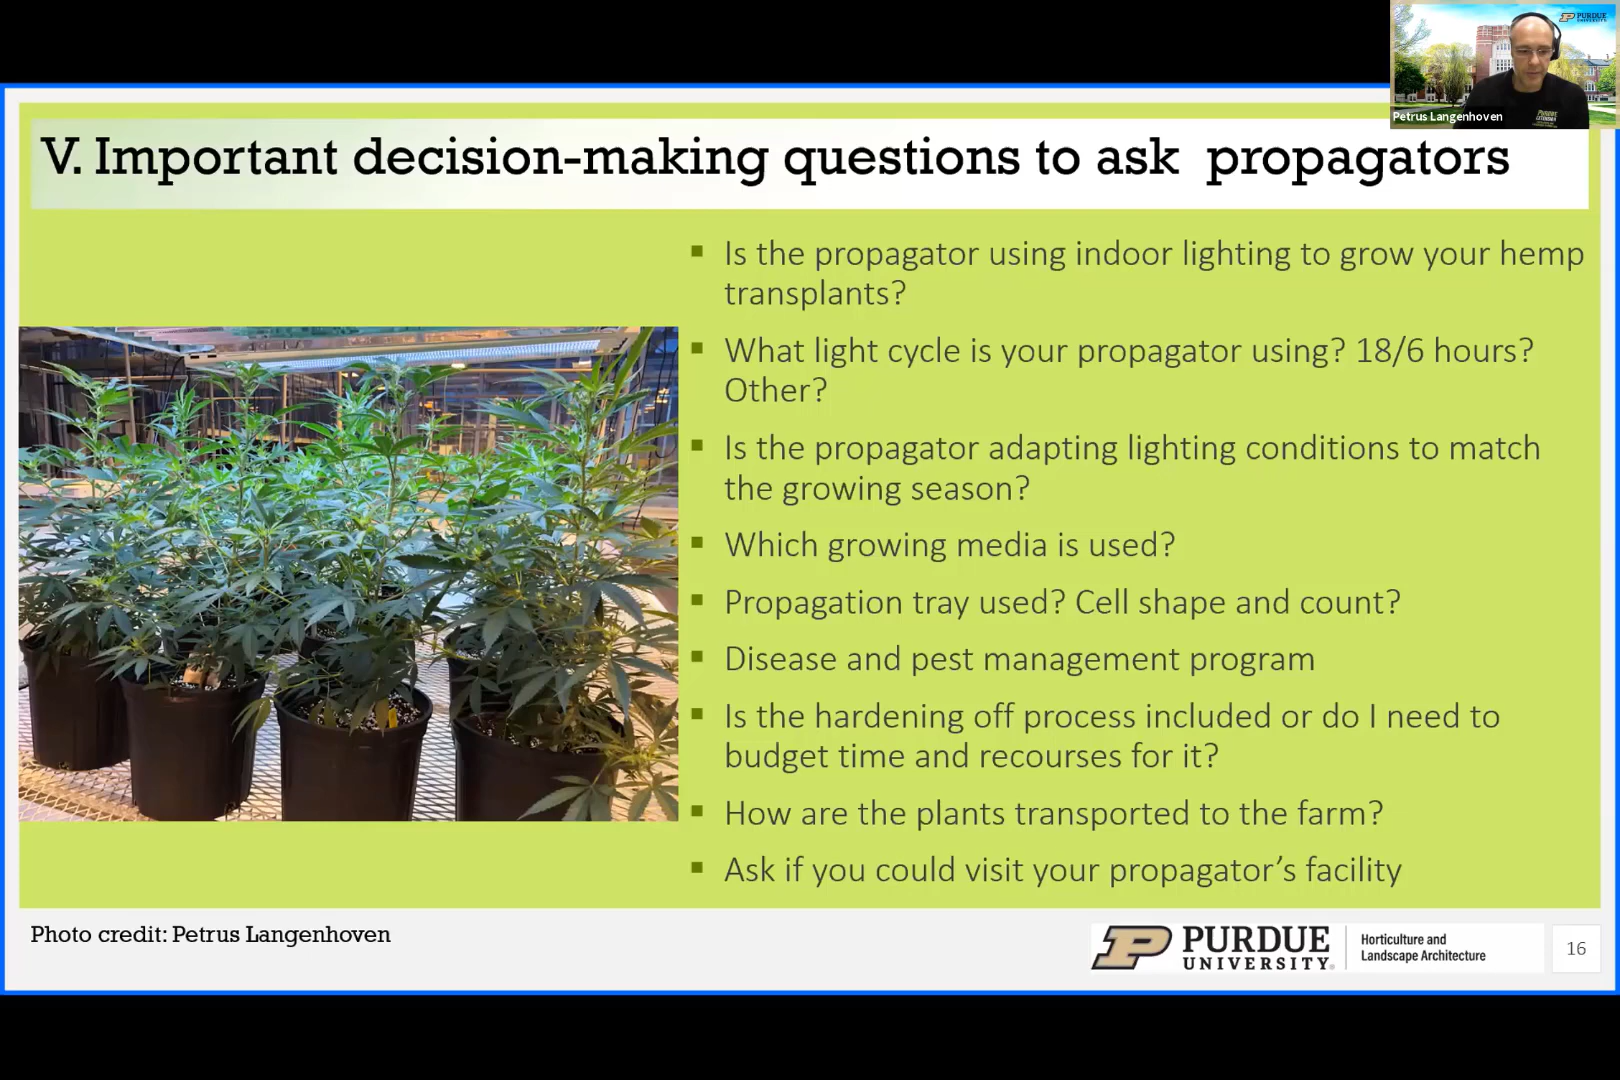 PURDUE
UNIVERSITY
Petrus Langenhoven
V. Important decision-making questions to ask propagators
Is the propagator using indoor lighting to grow your hemp
transplants?
What light cycle is your propagator using? 18/6 hours?
Other?
Is the propagator adapting lighting conditions to match
the growing season?
Which growing media is used?
Propagation tray used? Cell shape and count?
Disease and pest management program
Is the hardening off process included or do I need to
budget time and recourses for it?
How are the plants transported to the farm?
Ask if you could visit your propagator’s facility
Photo credit: Petrus Langenhoven
PURDUE
UNIVERSITY®
Horticulture and
Landscape Architecture
16